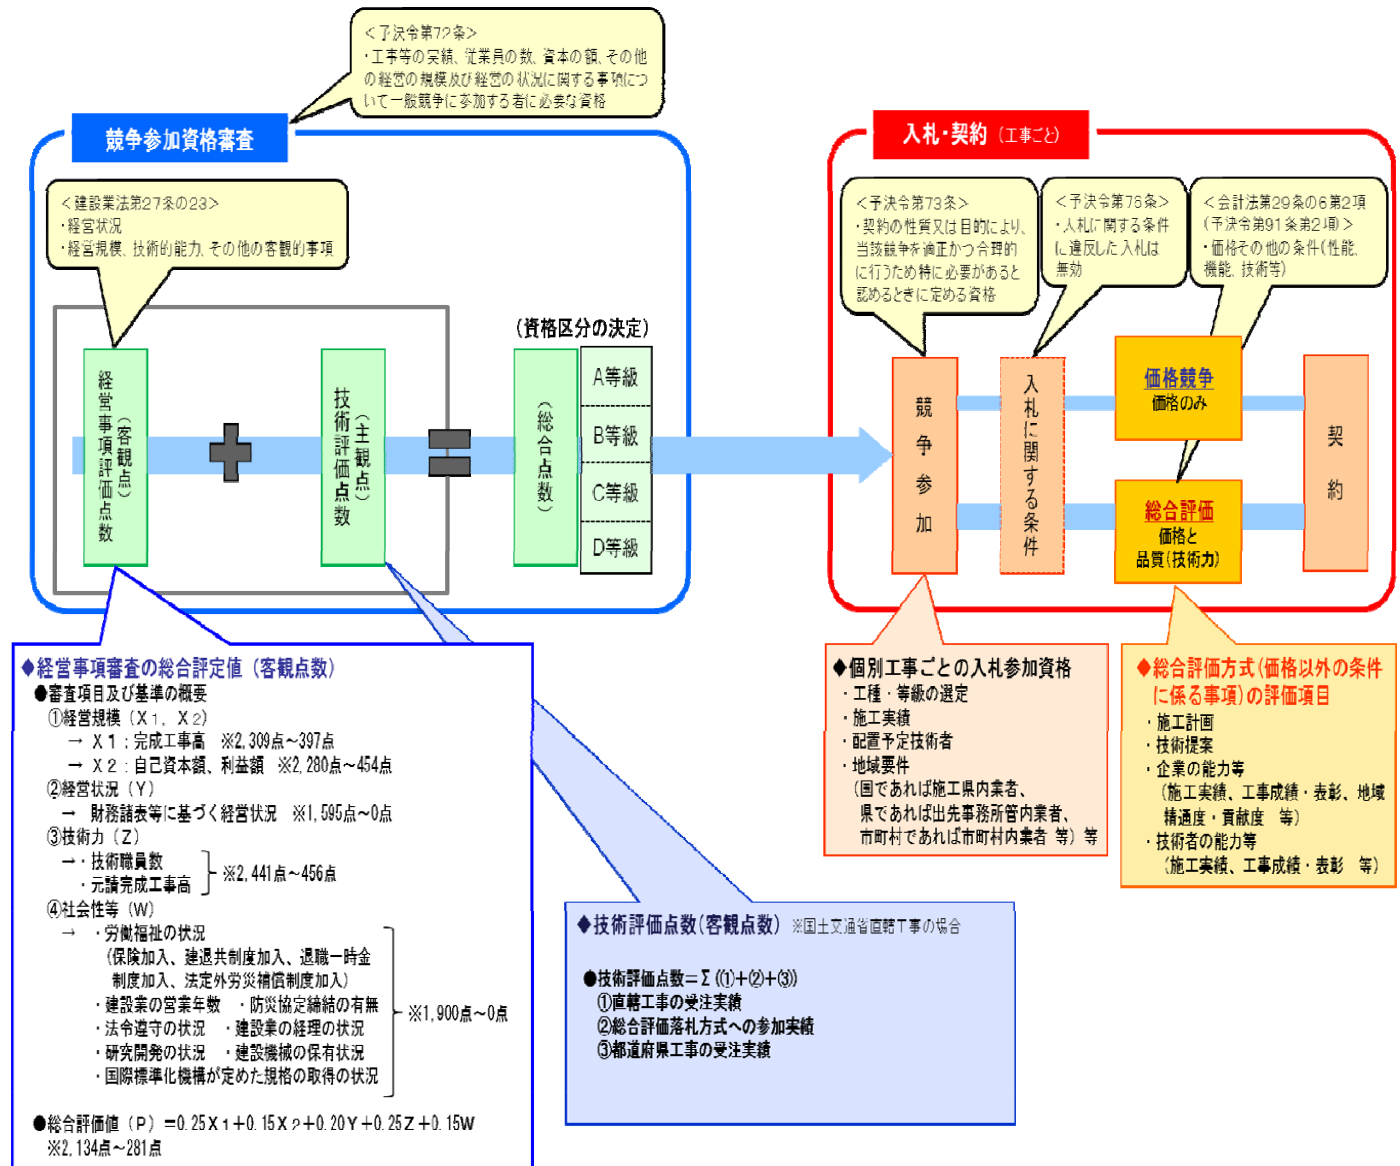 ＜予決令第72条＞
・工事等の実績、従業員の数、資本の額、その他
の経営の規模及び経営の状況に関する事項につ
いて一般競争に参加する者に必要な資格
競争参加資格審査
＜建設業法第27条の23＞
・経営状況
・経営規模、技術的能力、その他の客観的事項
経営事項評価点数
（客観点）
技術評価点数
（主観点）
（資格区分の決定）
（総合点数）
A等級
B等級
C等級
D等級
入札・契約（工事ごと）
＜予決令第73条＞
・契約の性質又は目的により、
当該競争を適正かつ合理的
に行うため特に必要があると
認めるときに定める資格
＜予決令第76条＞
・入札に関する条件
に違反した入札は
無効
＜会計法第29条の6第2項
(予決令第91条第2項)＞
・価格その他の条件(性能、
機能、技術等)
競争参加
入札に関する条件
価格競争
価格のみ
総合評価
価格と
品質(技術力)
契約
◆経営事項審査の総合評定値（客観点数）
●審査項目及び基準の概要
①経営規模（X1, X2）
→ X1：完成工事高 ※2,309点～397点
→ X2：自己資本額、利益額 ※2,280点～454点
②経営状況（Y）
→ 財務諸表等に基づく経営状況 ※1,595点～0点
③技術力（Z）
→・技術職員数
・元請完成工事高
※2,441点～456点
④社会性等（W）
→ ・労働福祉の状況
(保険加入、建退共制度加入、退職一時金
制度加入、法定外労災補償制度加入)
・建設業の営業年数 ・防災協定締結の有無
・法令遵守の状況 ・建設業の経理の状況
・研究開発の状況 ・建設機械の保有状況
・国際標準化機構が定めた規格の取得の状況
※1,900点～0点
●総合評価値（P）＝0.25X1+0.15X2+0.20Y+0.25Z+0.15W
※2,134点～281点
◆技術評価点数(客観点数) ※国土交通省直轄工事の場合
●技術評価点数＝Σ((1)+(2)+(3))
①直轄工事の受注実績
②総合評価落札方式への参加実績
③都道府県工事の受注実績
◆個別工事ごとの入札参加資格
・工種・等級の選定
・施工実績
・配置予定技術者
・地域要件
(国であれば施工県内業者、
県であれば出先事務所管内業者、
市町村であれば市町村内業者 等) 等
◆総合評価方式(価格以外の条件
に係る事項)の評価項目
・施工計画
・技術提案
・企業の能力等
(施工実績、工事成績・表彰、地域
精通度・貢献度 等)
・技術者の能力等
(施工実績、工事成績・表彰 等)